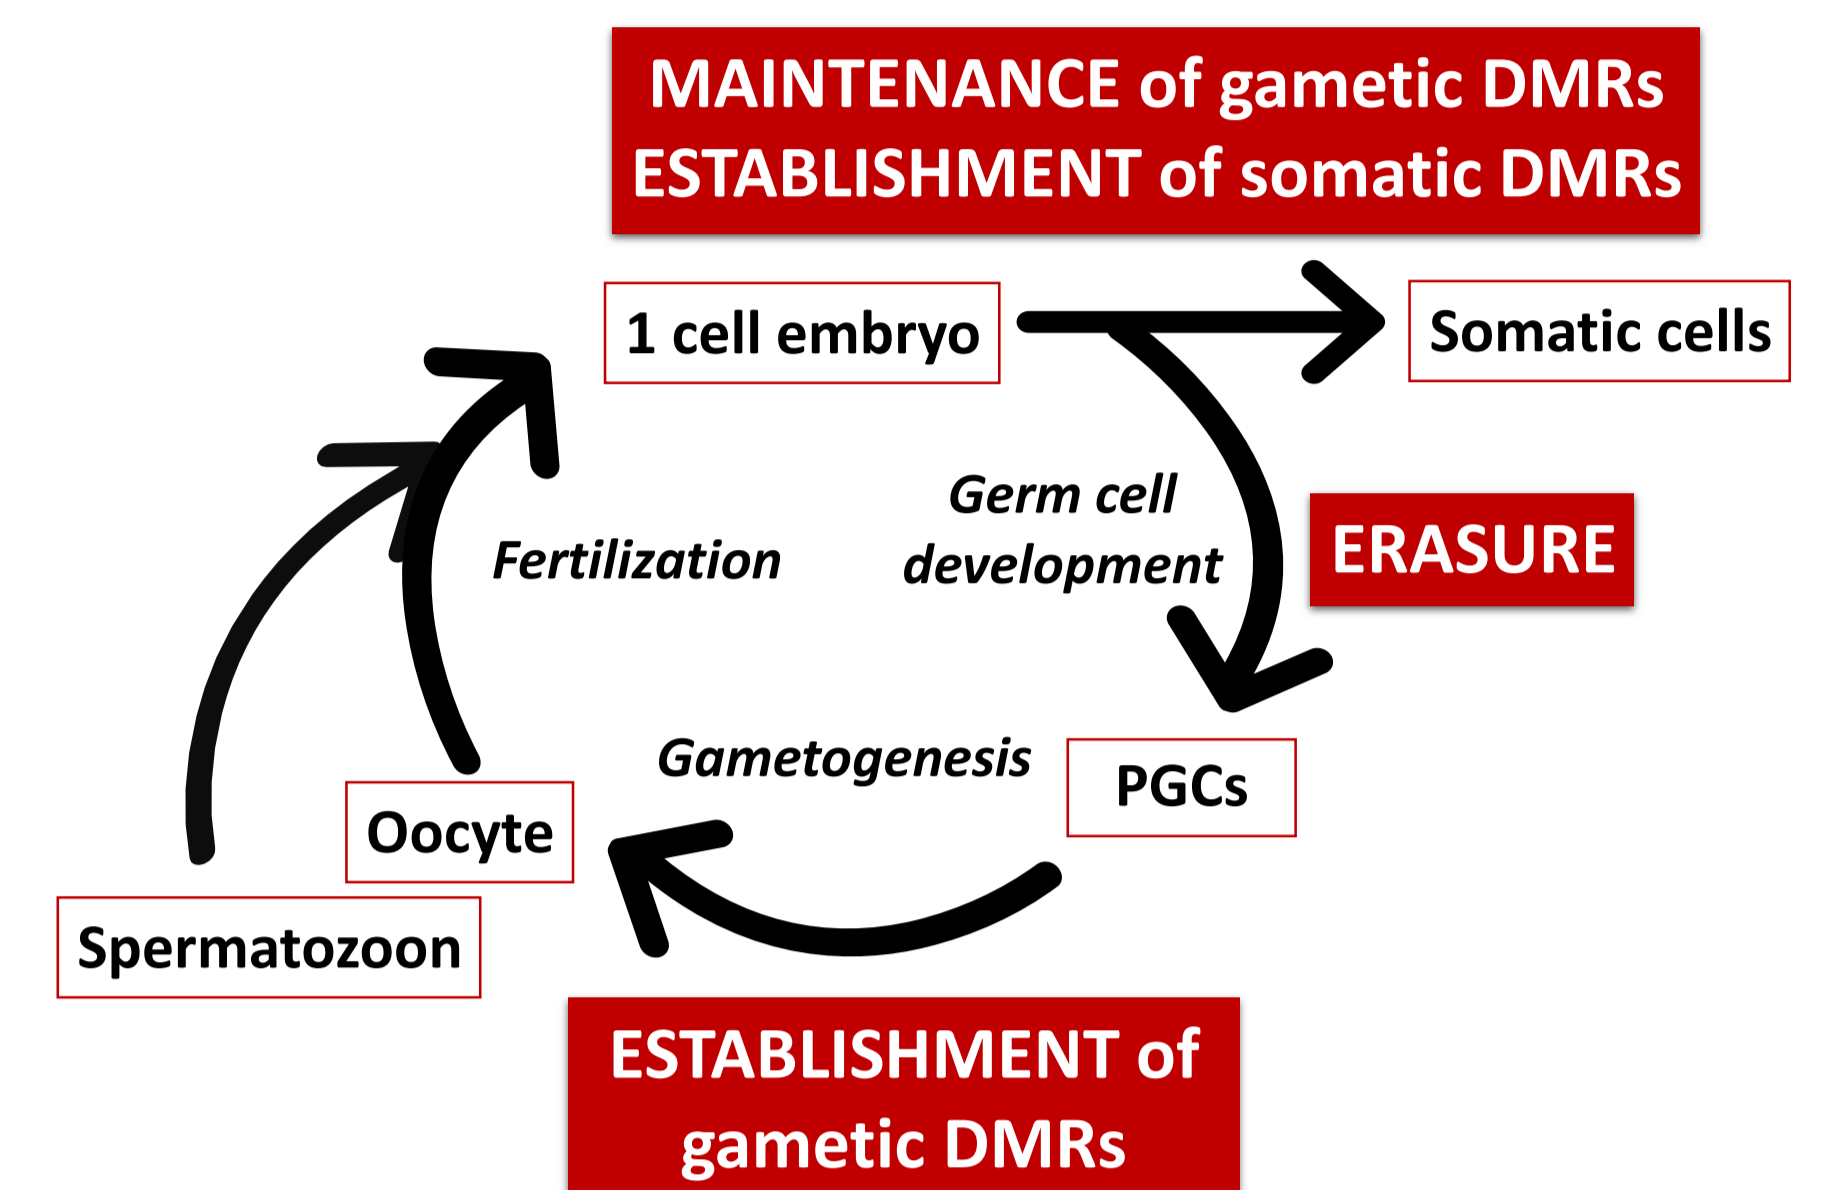 MAINTENANCE of gametic DMRs
ESTABLISHMENT of somatic DMRs
1 cell embryo
Somatic cells
Germ cell
development
Fertilization
ERASURE
Gametogenesis
PGCs
Oocyte
Spermatozoon
ESTABLISHMENT of
gametic DMRs